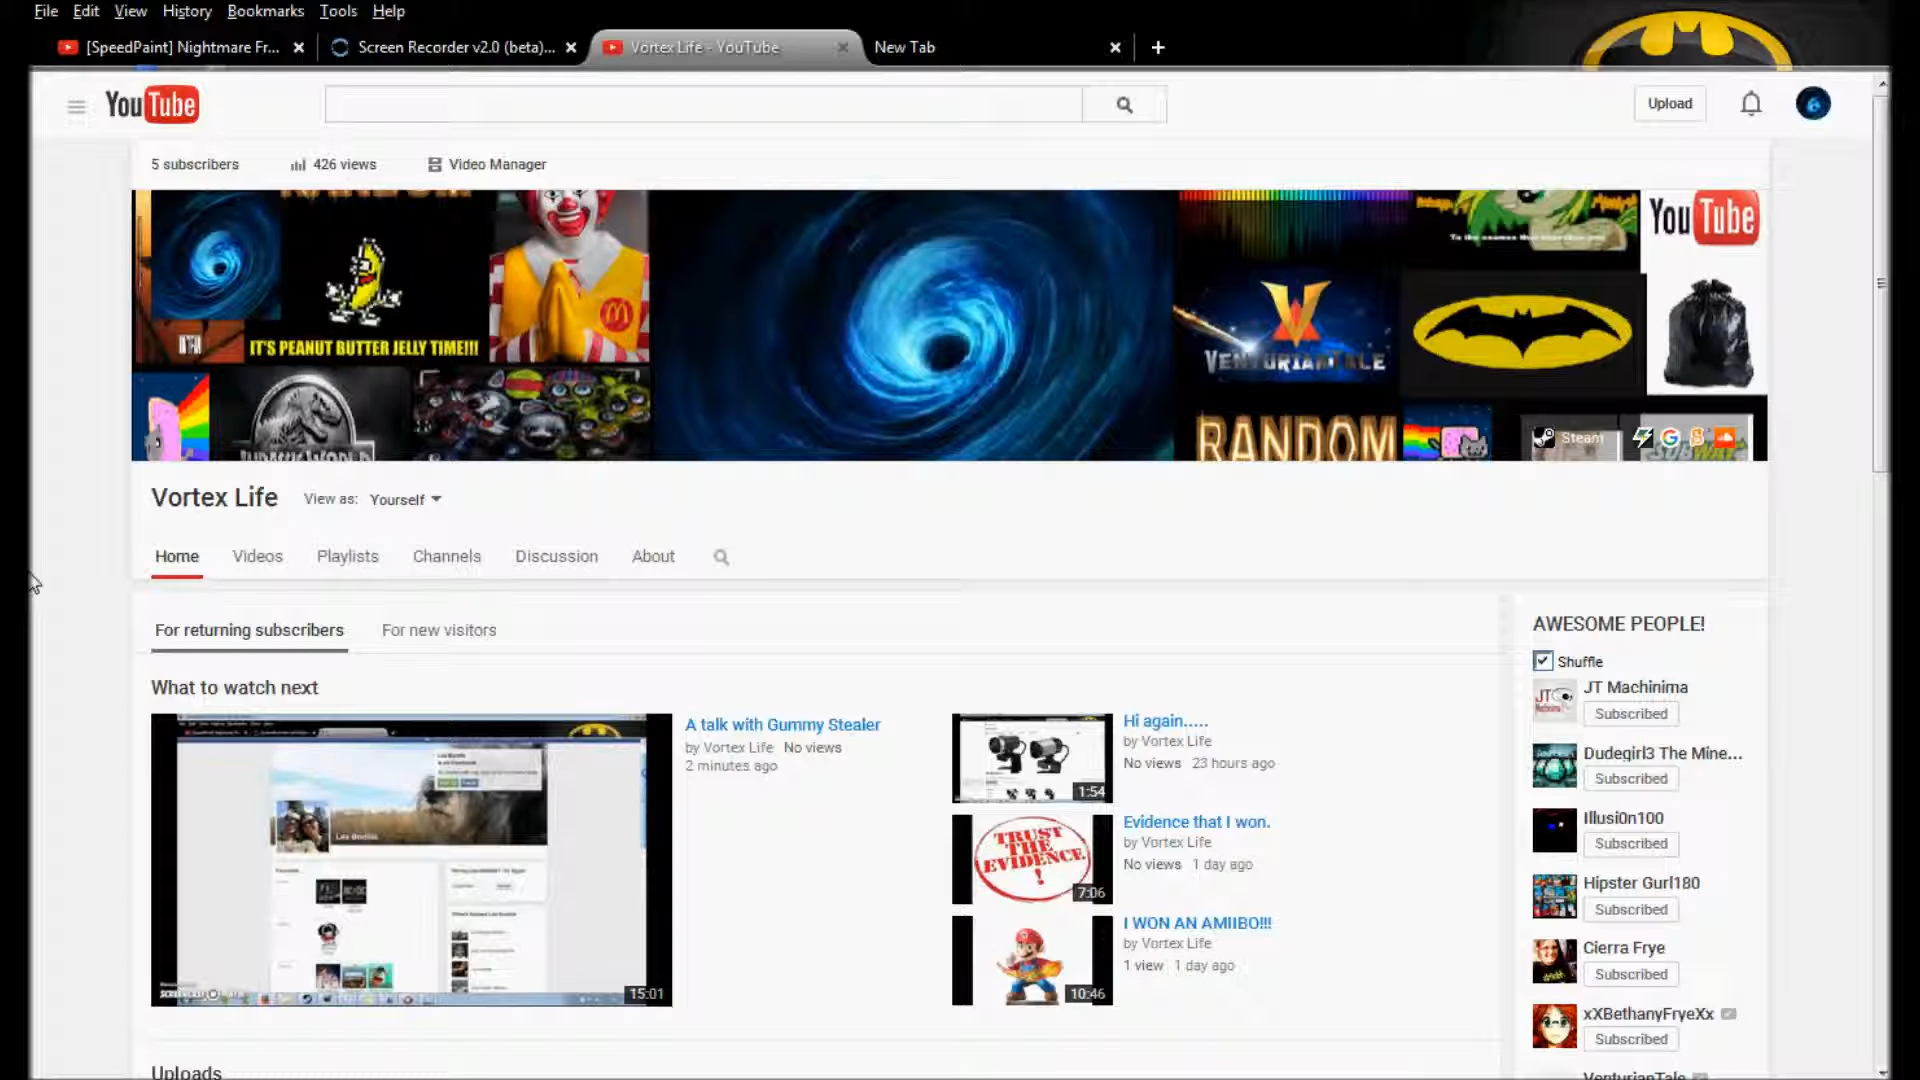 File Edit View History Bookmarks Tools Help
[SpeedPaint] Nightmare Fr... Screen Recorder v2.0 (beta)... Vortex Life - YouTube New Tab
YouTube Upload
5 subscribers 426 views Video Manager
YouTube
IT'S PEANUT BUTTER JELLY TIME!!!
VENTURIANTALE
JURASSIC WORLD
RANDOM
Steam
SUBWAY
Vortex Life View as: Yourself
Home Videos Playlists Channels Discussion About
For returning subscribers For new visitors
What to watch next
A talk with Gummy Stealer
by Vortex Life No views
2 minutes ago
15:01
Hi again.....
by Vortex Life
No views 23 hours ago
1:54
Evidence that I won.
by Vortex Life
No views 1 day ago
TRUST THE EVIDENCE!
7:06
I WON AN AMIIBO!!!
by Vortex Life
1 view 1 day ago
10:46
Uploads
AWESOME PEOPLE!
Shuffle
JT Machinima
Subscribed
Dudegirl3 The Mine...
Subscribed
Illusi0n100
Subscribed
Hipster Gurl180
Subscribed
Cierra Frye
Subscribed
xXBethanyFryeXx
Subscribed
VenturianTale